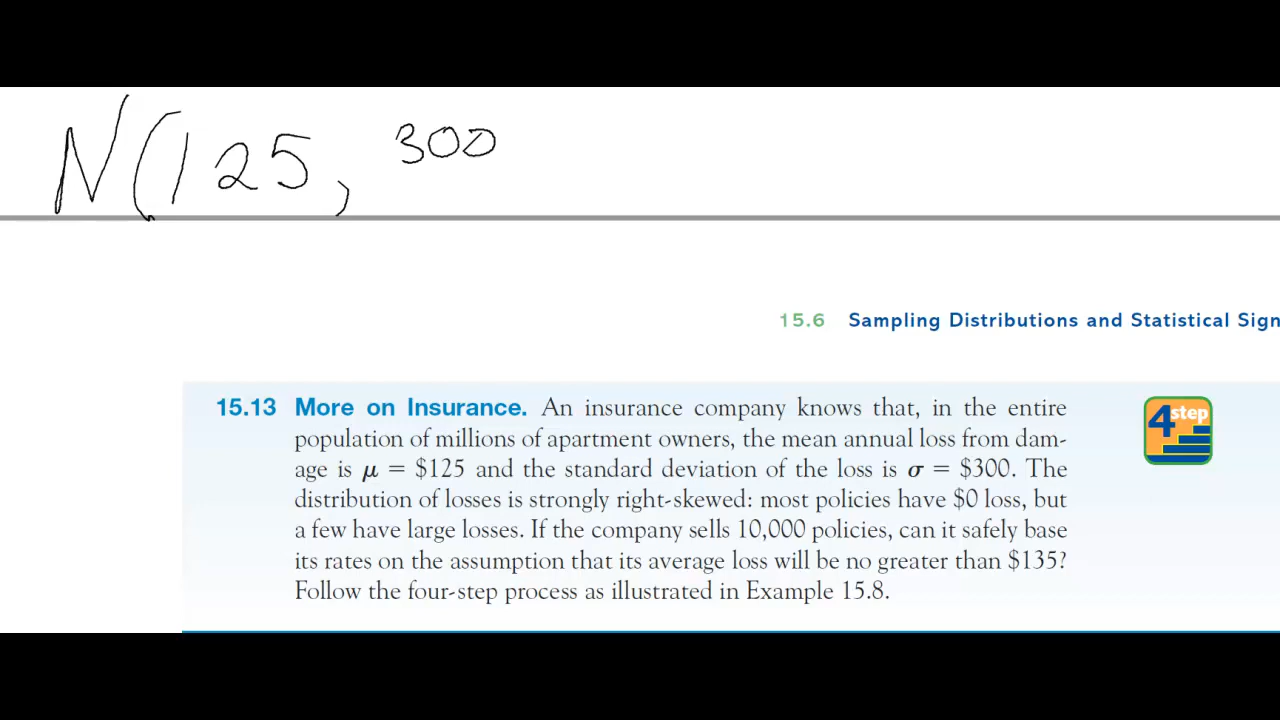 N(125, 300
15.6 Sampling Distributions and Statistical Sign
15.13 More on Insurance. An insurance company knows that, in the entire
population of millions of apartment owners, the mean annual loss from dam-
age is μ = $125 and the standard deviation of the loss is σ = $300. The
distribution of losses is strongly right-skewed: most policies have $0 loss, but
a few have large losses. If the company sells 10,000 policies, can it safely base
its rates on the assumption that its average loss will be no greater than $135?
Follow the four-step process as illustrated in Example 15.8.
4step